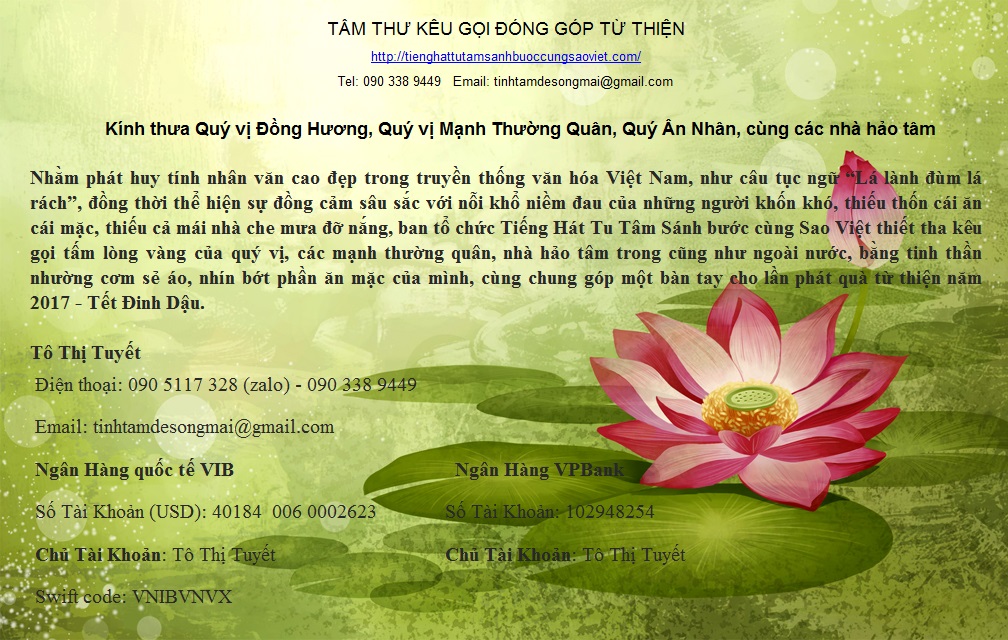 TÂM THƯ KÊU GỌI ĐÓNG GÓP TỪ THIỆN
http://tienghattutamsanhbuoccungsaoviet.com/
Tel: 090 338 9449 Email: tinhtamdesongmai@gmail.com
Kính thưa Quý vị Đồng Hương, Quý vị Mạnh Thường Quân, Quý Ân Nhân, cùng các nhà hảo tâm
Nhằm phát huy tính nhân văn cao đẹp trong truyền thống văn hóa Việt Nam, như câu tục ngữ “Lá lành đùm lá
rách”, đồng thời thể hiện sự đồng cảm sâu sắc với nỗi khổ niềm đau của những người khốn khó, thiếu thốn cái ăn
cái mặc, thiếu cả mái nhà che mưa đỡ nắng, ban tổ chức Tiếng Hát Tu Tâm Sánh bước cùng Sao Việt thiết tha kêu
gọi tấm lòng vàng của quý vị, các mạnh thường quân, nhà hảo tâm trong cũng như ngoài nước, bằng tinh thần
nhường cơm sẻ áo, nhín bớt phần ăn mặc của mình, cùng chung góp một bàn tay cho lần phát quà từ thiện năm
2017 - Tết Đinh Dậu.
Tô Thị Tuyết
Điện thoại: 090 5117 328 (zalo) - 090 338 9449
Email: tinhtamdesongmai@gmail.com
Ngân Hàng quốc tế VIB
Số Tài Khoản (USD): 40184 006 0002623
Chủ Tài Khoản: Tô Thị Tuyết
Swift code: VNIBVNVX
Ngân Hàng VPBank
Số Tài Khoản: 102948254
Chủ Tài Khoản: Tô Thị Tuyết